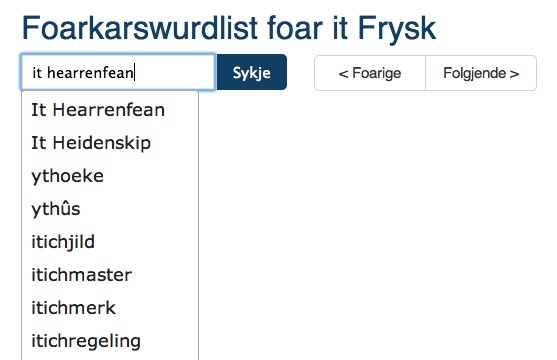 Foarkarswurdlist foar it Frysk
it hearrenfean Sykje < Foarige Folgjende >
It Hearrenfean
It Heidenskip
ythoeke
ythûs
itichjild
itichmaster
itichmerk
itichregeling